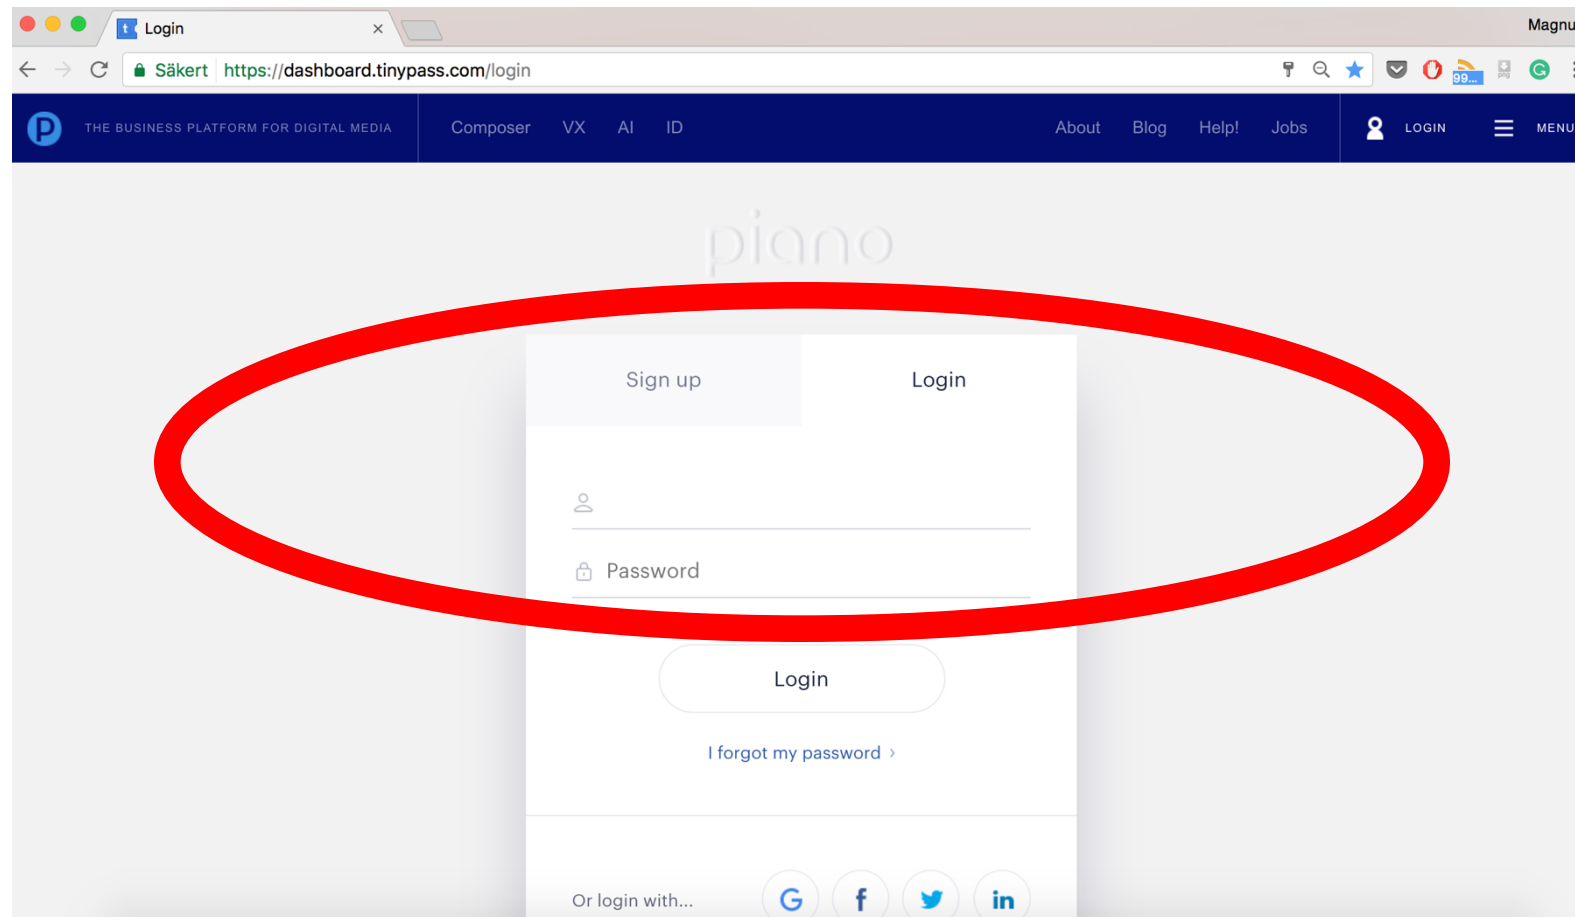 Login
Magnu
Säkert https://dashboard.tinypass.com/login
99...
THE BUSINESS PLATFORM FOR DIGITAL MEDIA Composer VX AI ID About Blog Help! Jobs LOGIN MENU
piano
Sign up Login
Password
Login
I forgot my password ›
Or login with...